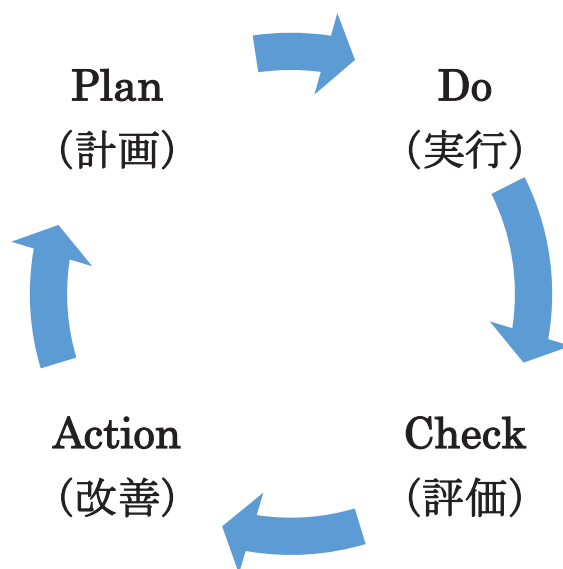 Plan
（計画）
Do
（実行）
Check
（評価）
Action
（改善）